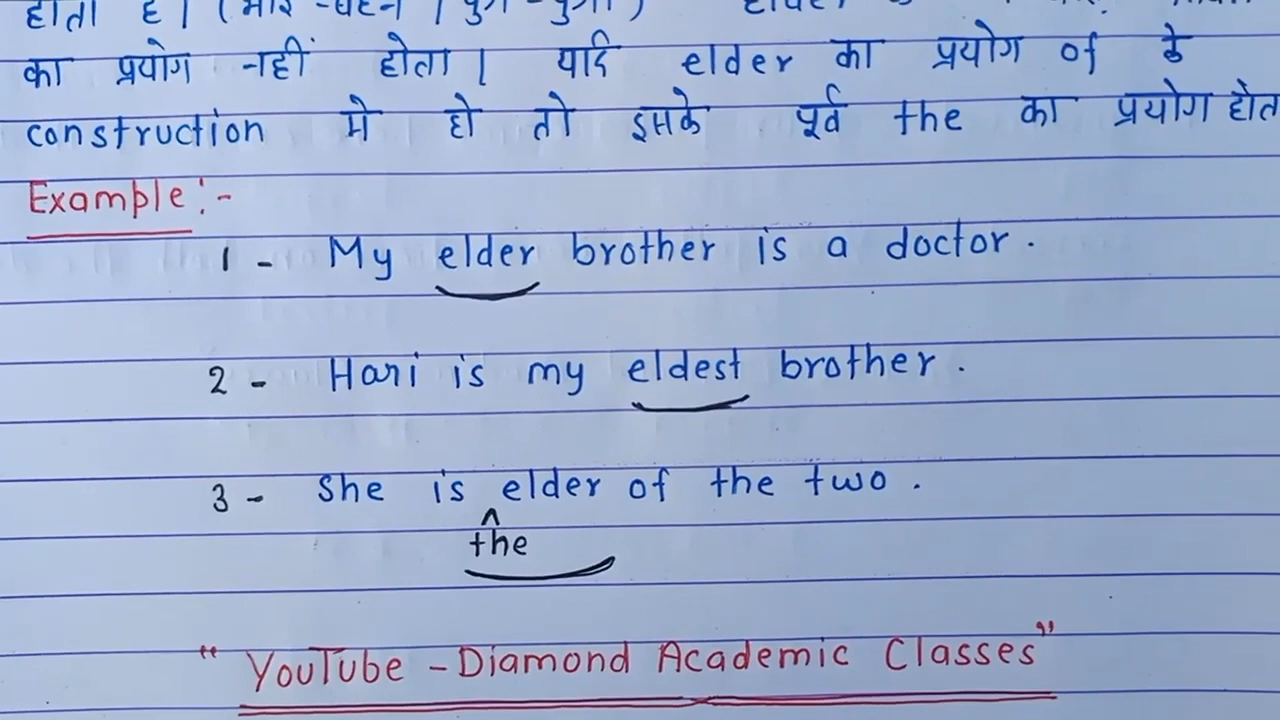 होता है। (भाई-बहन / पुत्र-पुत्री)
का प्रयोग नहीं होता। यदि elder का प्रयोग of के
construction मे हो तो इसके पूर्व the का प्रयोग होत
Example :-
1 - My elder brother is a doctor.
2 - Hari is my eldest brother.
3 - She is elder of the two.
^
the
"YouTube - Diamond Academic Classes"